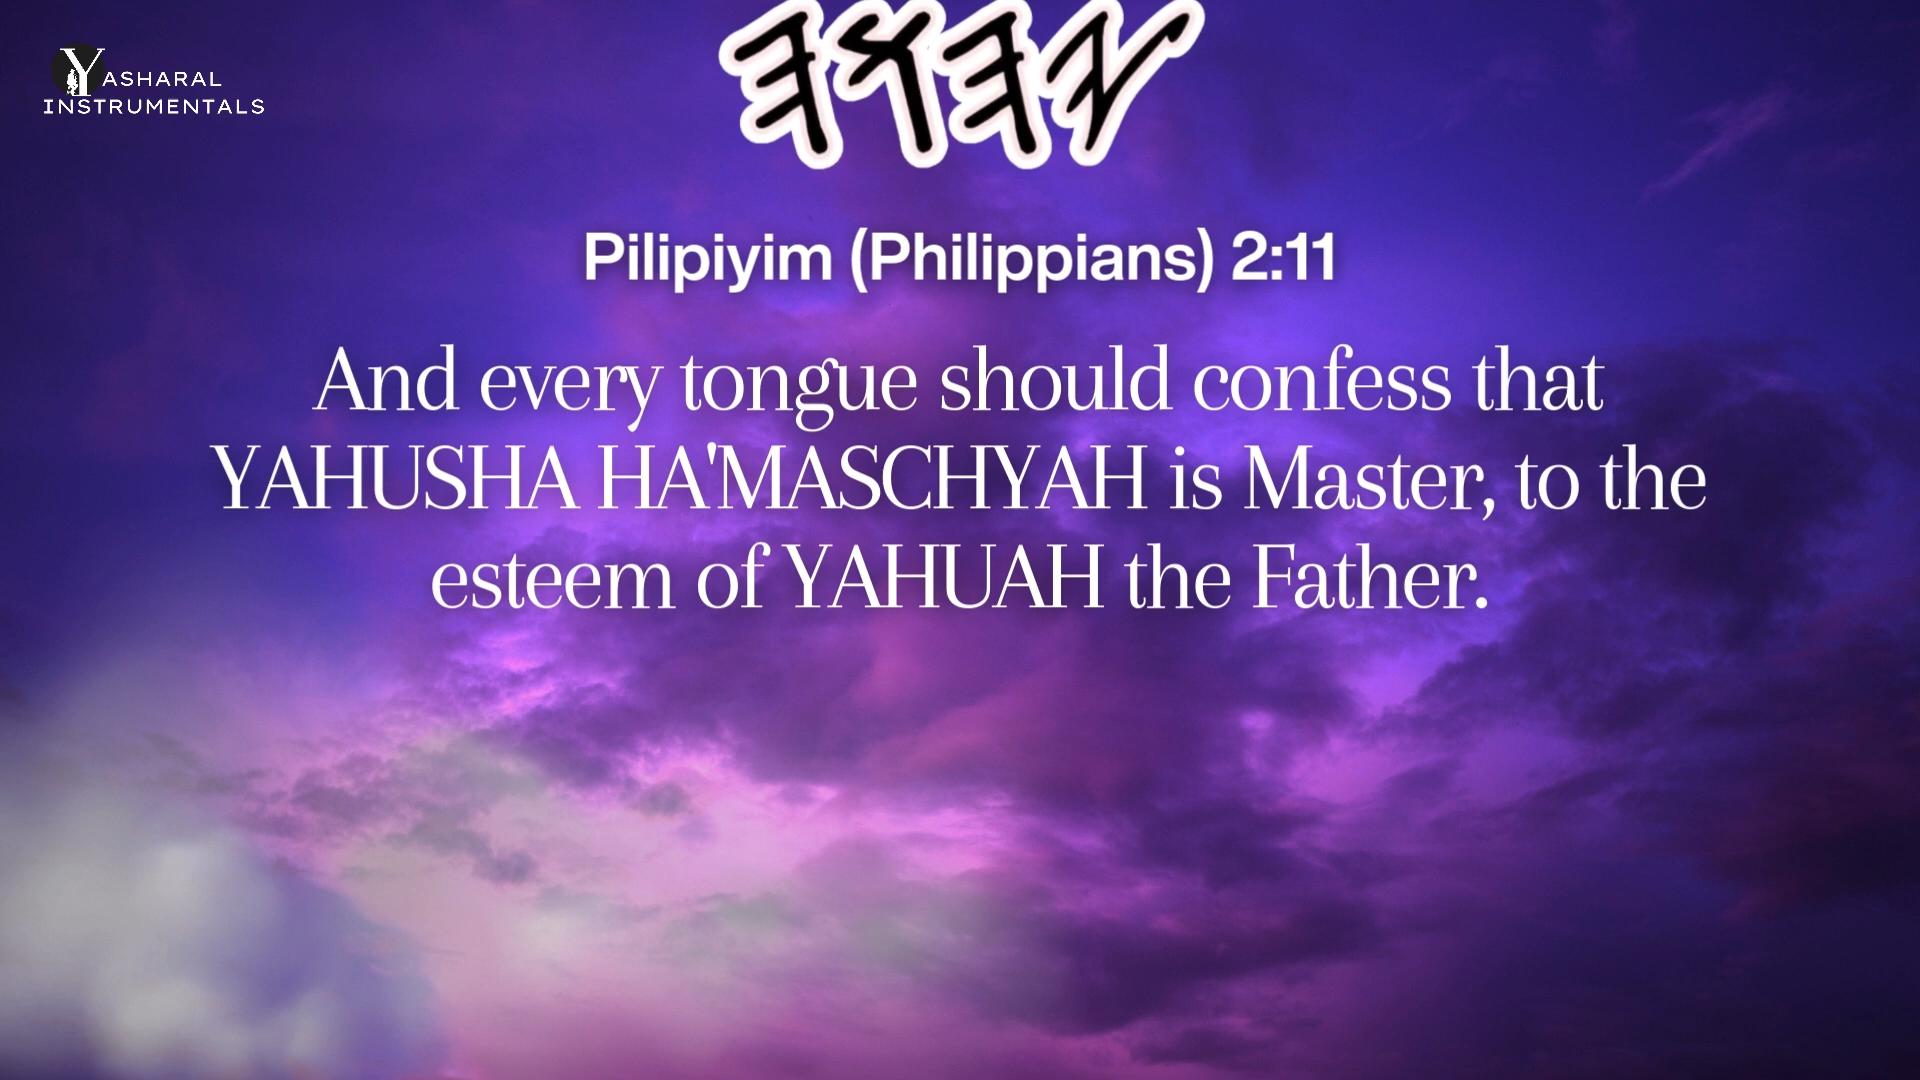 𐤉𐤄𐤅𐤄
YASHARAL
INSTRUMENTALS
Pilipiyim (Philippians) 2:11
And every tongue should confess that
YAHUSHA HA'MASCHYAH is Master, to the
esteem of YAHUAH the Father.